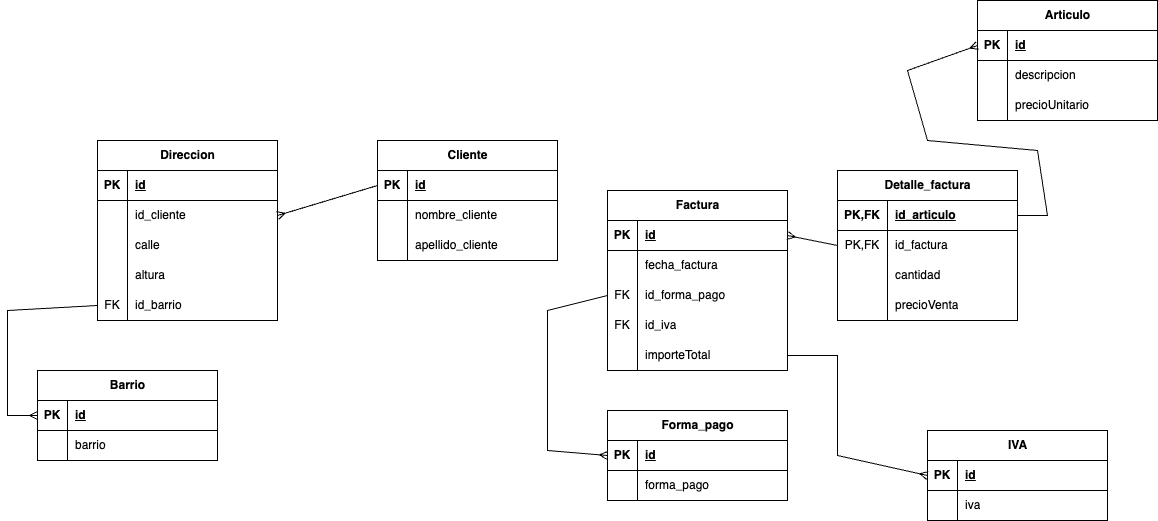 Articulo
PK id
descripcion
precioUnitario
Direccion
PK id
id_cliente
calle
altura
FK id_barrio
Cliente
PK id
nombre_cliente
apellido_cliente
Factura
PK id
fecha_factura
FK id_forma_pago
FK id_iva
importeTotal
Detalle_factura
PK,FK id_articulo
PK,FK id_factura
cantidad
precioVenta
Barrio
PK id
barrio
Forma_pago
PK id
forma_pago
IVA
PK id
iva